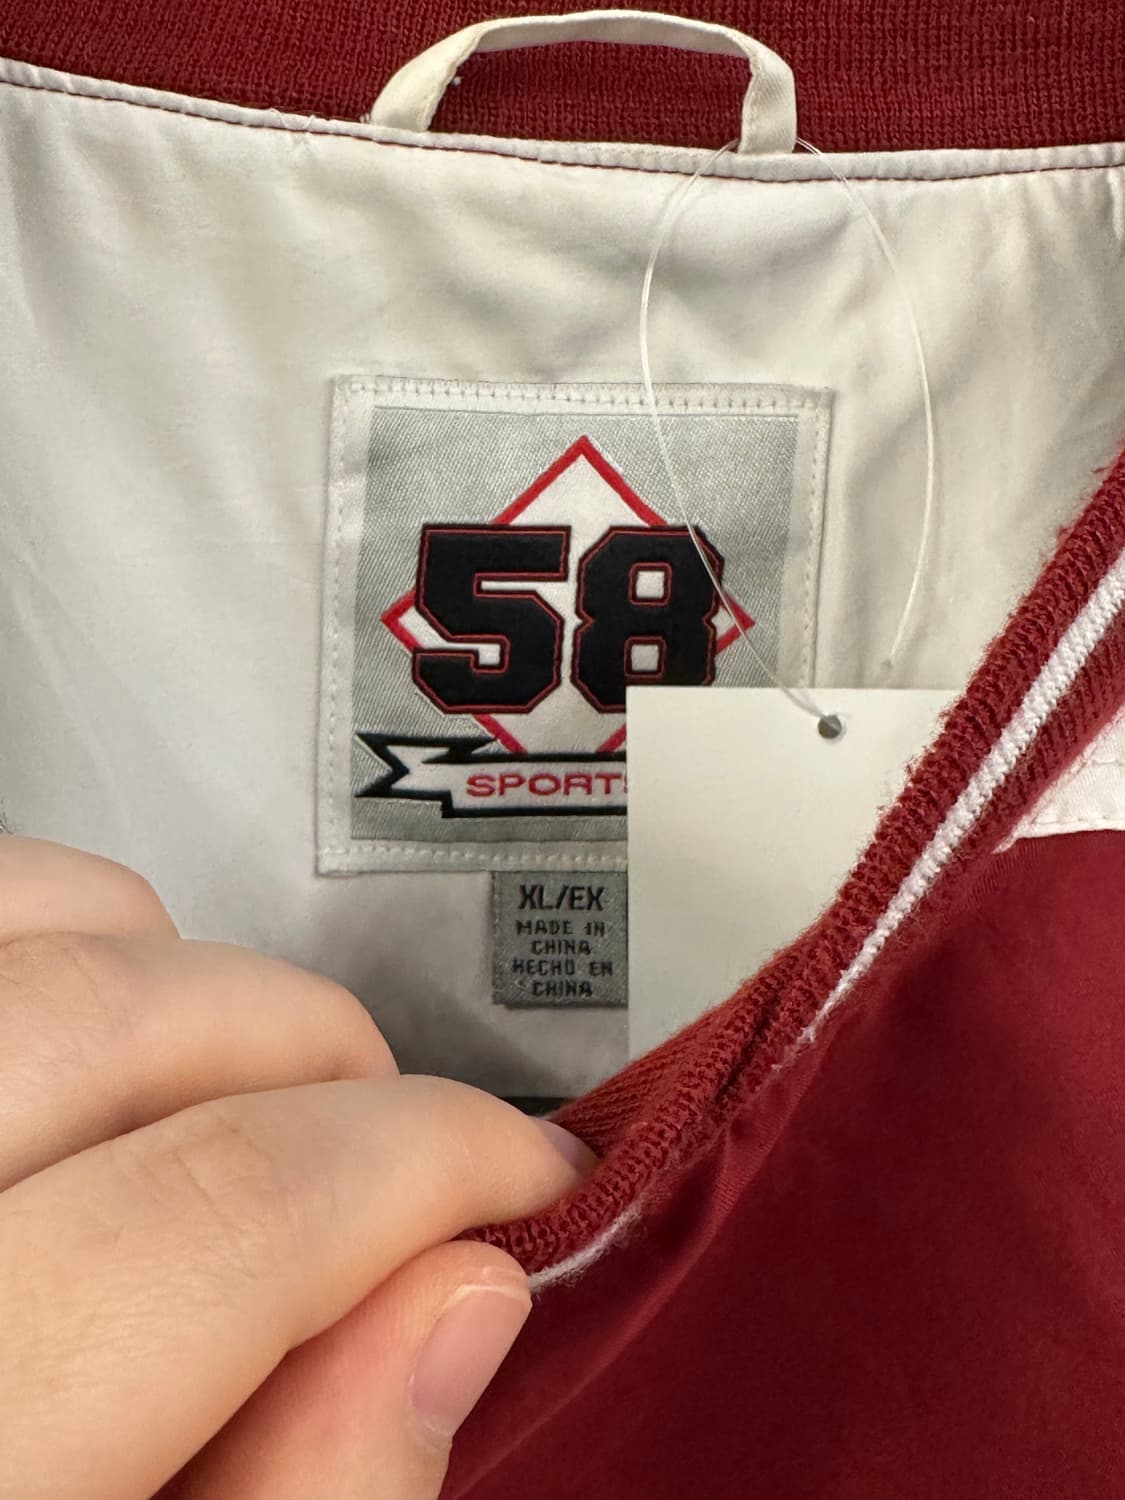 58
SPORTS
XL/EX
MADE IN
CHINA
HECHO EN
CHINA